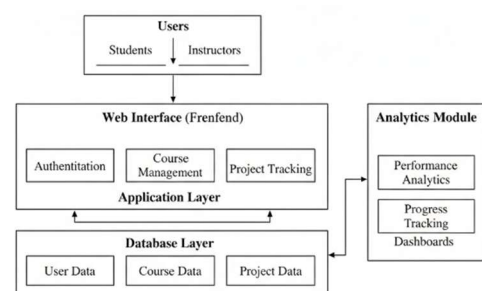 Users
Students Instructors
Web Interface (Frenfend)
Authentitation
Course
Management
Project Tracking
Application Layer
Analytics Module
Performance
Analytics
Progress
Tracking
Dashboards
Database Layer
User Data
Course Data
Project Data